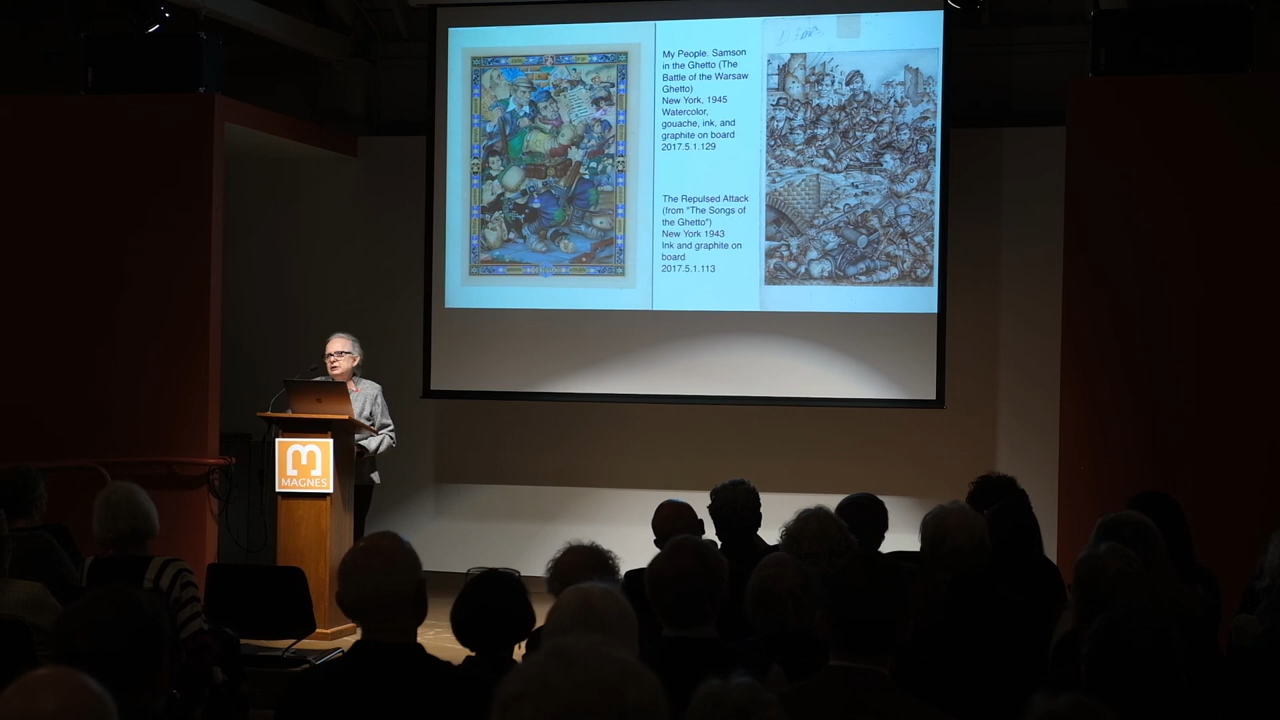 My People. Samson
in the Ghetto (The
Battle of the Warsaw
Ghetto)
New York, 1945
Watercolor,
gouache, ink, and
graphite on board
2017.5.1.129
The Repulsed Attack
(from "The Songs of
the Ghetto")
New York 1943
Ink and graphite on
board
2017.5.1.113
MAGNES